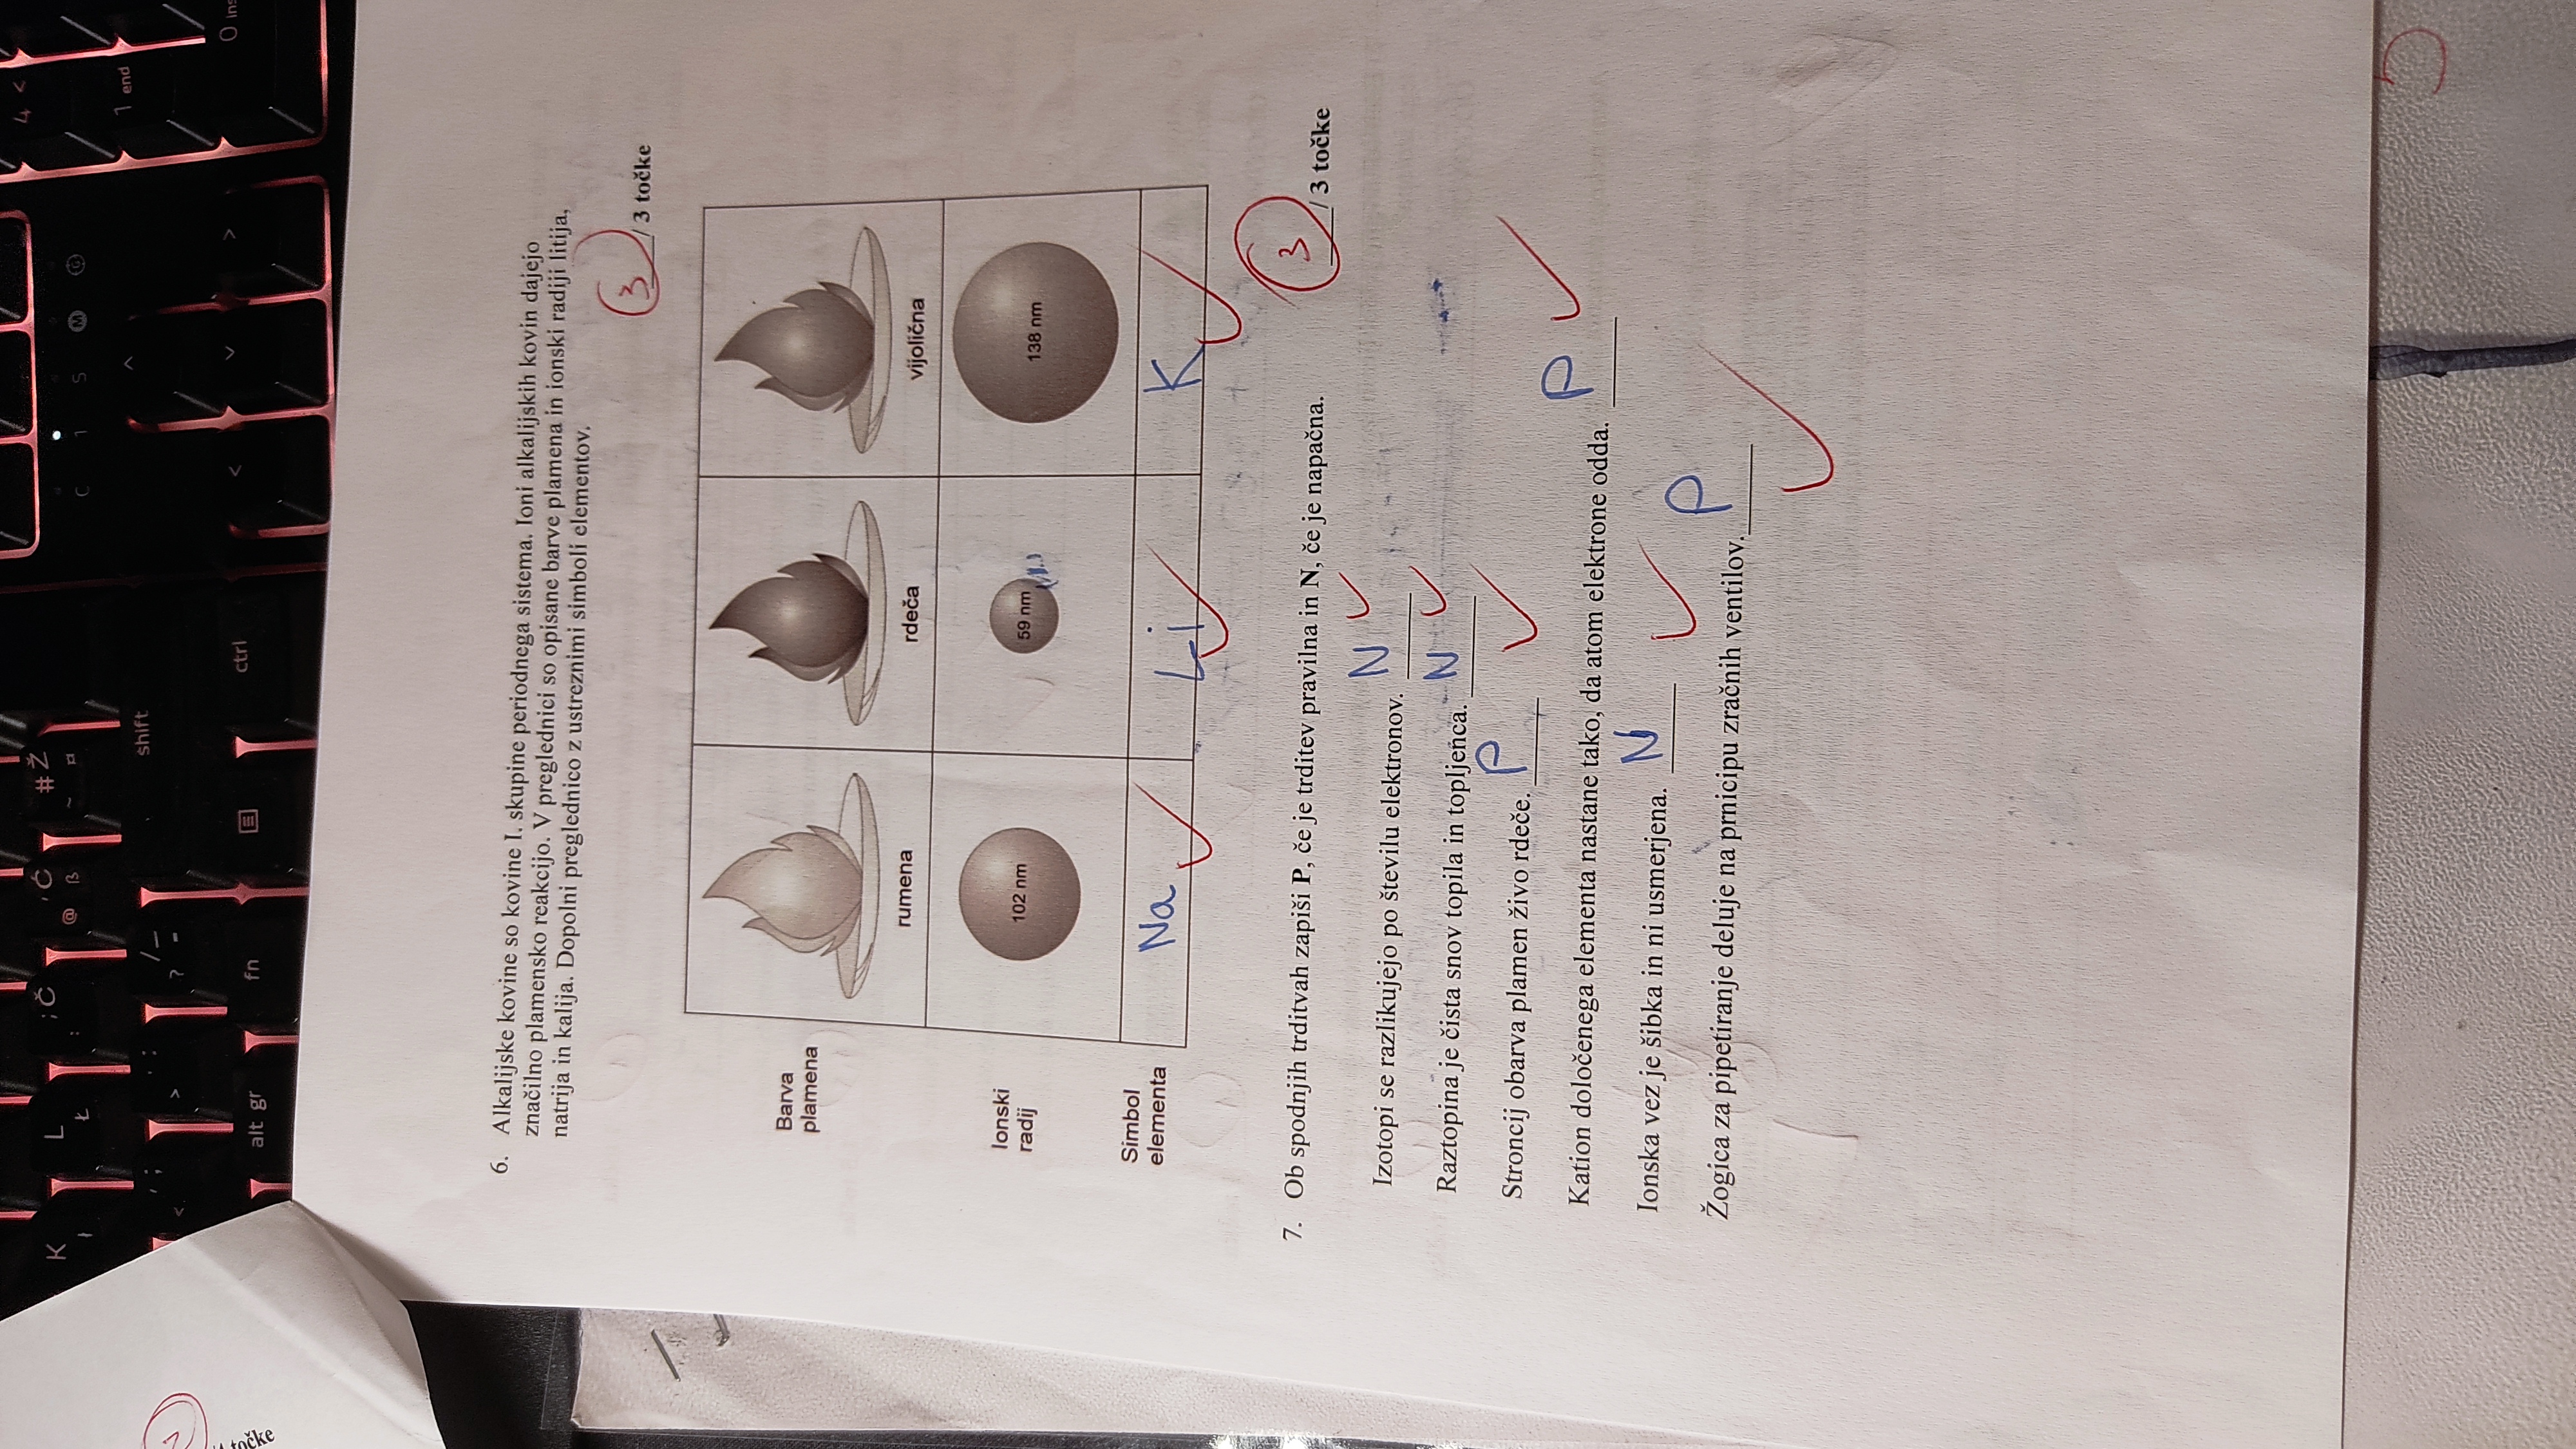 K
L
Ł
; Č
:
@
' Ć
ß
# Ž
~ ¤
4 <
C 1 S M G
, ;
<
. :
>
/ _
? -
shift
1 end
^
alt gr
fn
ctrl
<
v
>
0 ins
točke
6. Alkalijske kovine so kovine I. skupine periodnega sistema. Ioni alkalijskih kovin dajejo
značilno plamensko reakcijo. V preglednici so opisane barve plamena in ionski radiji litija,
natrija in kalija. Dopolni preglednico z ustreznimi simboli elementov.
3 / 3 točke
Barva
plamena
rumena rdeča vijolična
Ionski
radij
102 nm 59 nm 138 nm
Simbol
elementa
Na Li K
7. Ob spodnjih trditvah zapiši P, če je trditev pravilna in N, če je napačna.
3 / 3 točke
Izotopi se razlikujejo po številu elektronov. N
Raztopina je čista snov topila in topljenca. N
Stroncij obarva plamen živo rdeče. P
Kation določenega elementa nastane tako, da atom elektrone odda. P
Ionska vez je šibka in ni usmerjena. N
Žogica za pipetiranje deluje na prnicipu zračnih ventilov. P